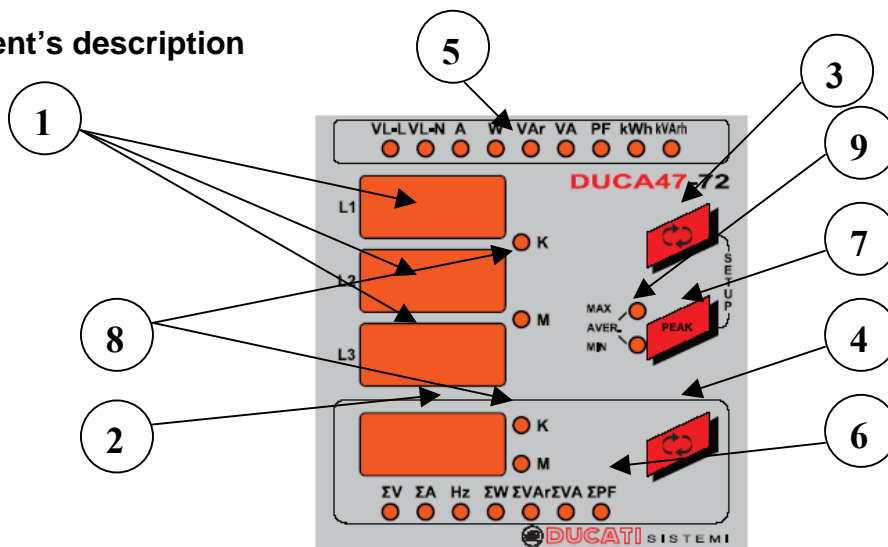 ent's description
5
3
1
VL-L VL-N A W VAr VA PF kWh kVArh
9
DUCA47-72
L1
K
SETUP
7
L2
MAX
8
M
AVER
PEAK
MIN
L3
4
2
K
6
M
ΣV ΣA Hz ΣW ΣVAr ΣVA ΣPF
DUCATI SISTEMI